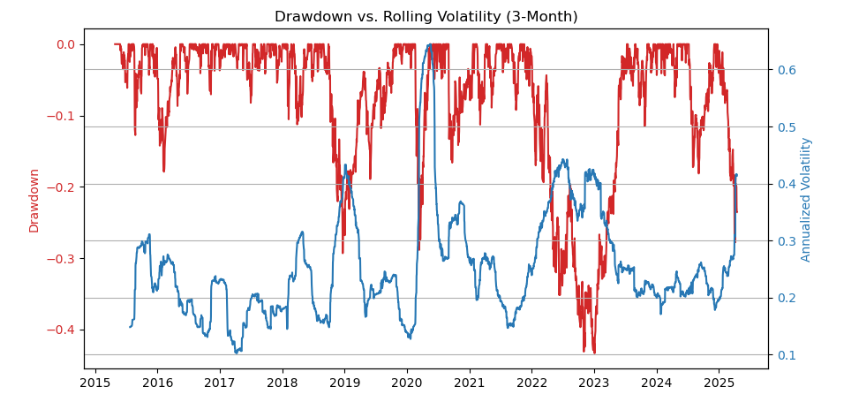 Drawdown vs. Rolling Volatility (3-Month)
0.0
−0.1
−0.2
−0.3
−0.4
Drawdown
0.6
0.5
0.4
0.3
0.2
0.1
Annualized Volatility
2015 2016 2017 2018 2019 2020 2021 2022 2023 2024 2025